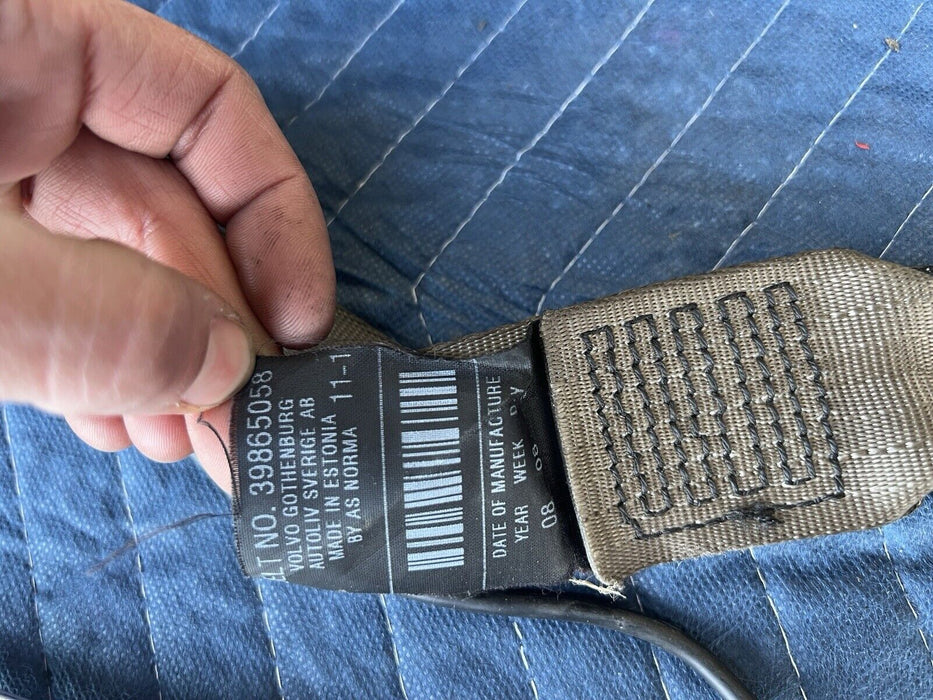 ELT NO. 39865058
VOLVO GOTHENBURG
AUTOLIV SVERIGE AB
MADE IN ESTONIA 11-1
BY AS NORMA
DATE OF MANUFACTURE
YEAR WEEK
08